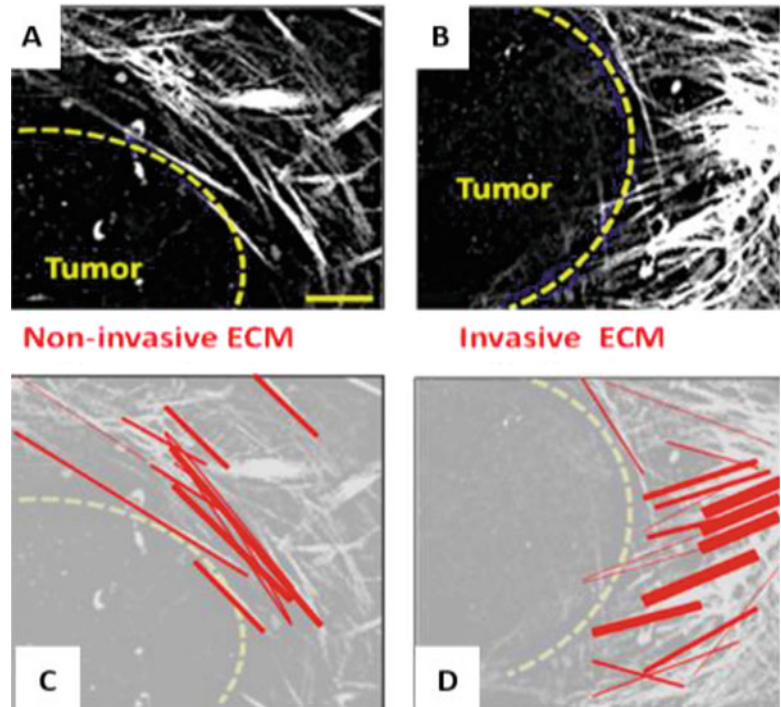 A
B
Tumor
Tumor
Non-invasive ECM
Invasive ECM
C
D